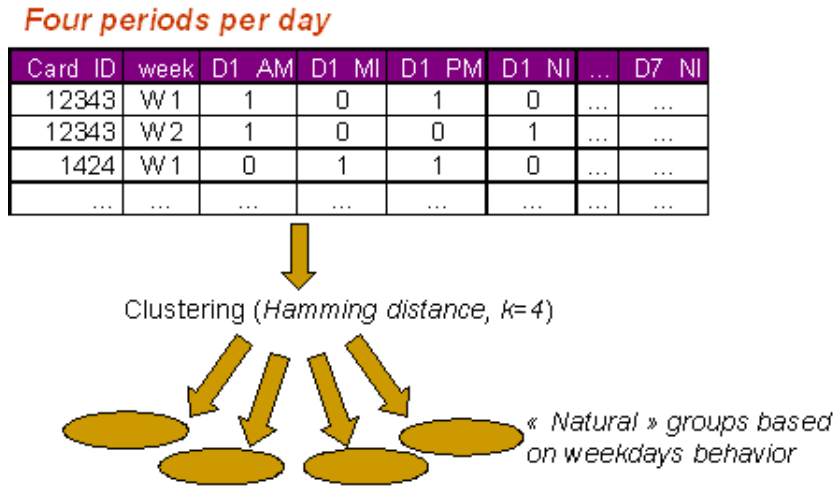 Four periods per day
Card ID week D1 AM D1 MI D1 PM D1 NI ... D7 NI
12343 W1 1 0 1 0 ... ...
12343 W2 1 0 0 1 ... ...
1424 W1 0 1 1 0 ... ...
... ... ... ... ... ... ... ...
Clustering (Hamming distance, k=4)
« Natural » groups based
on weekdays behavior